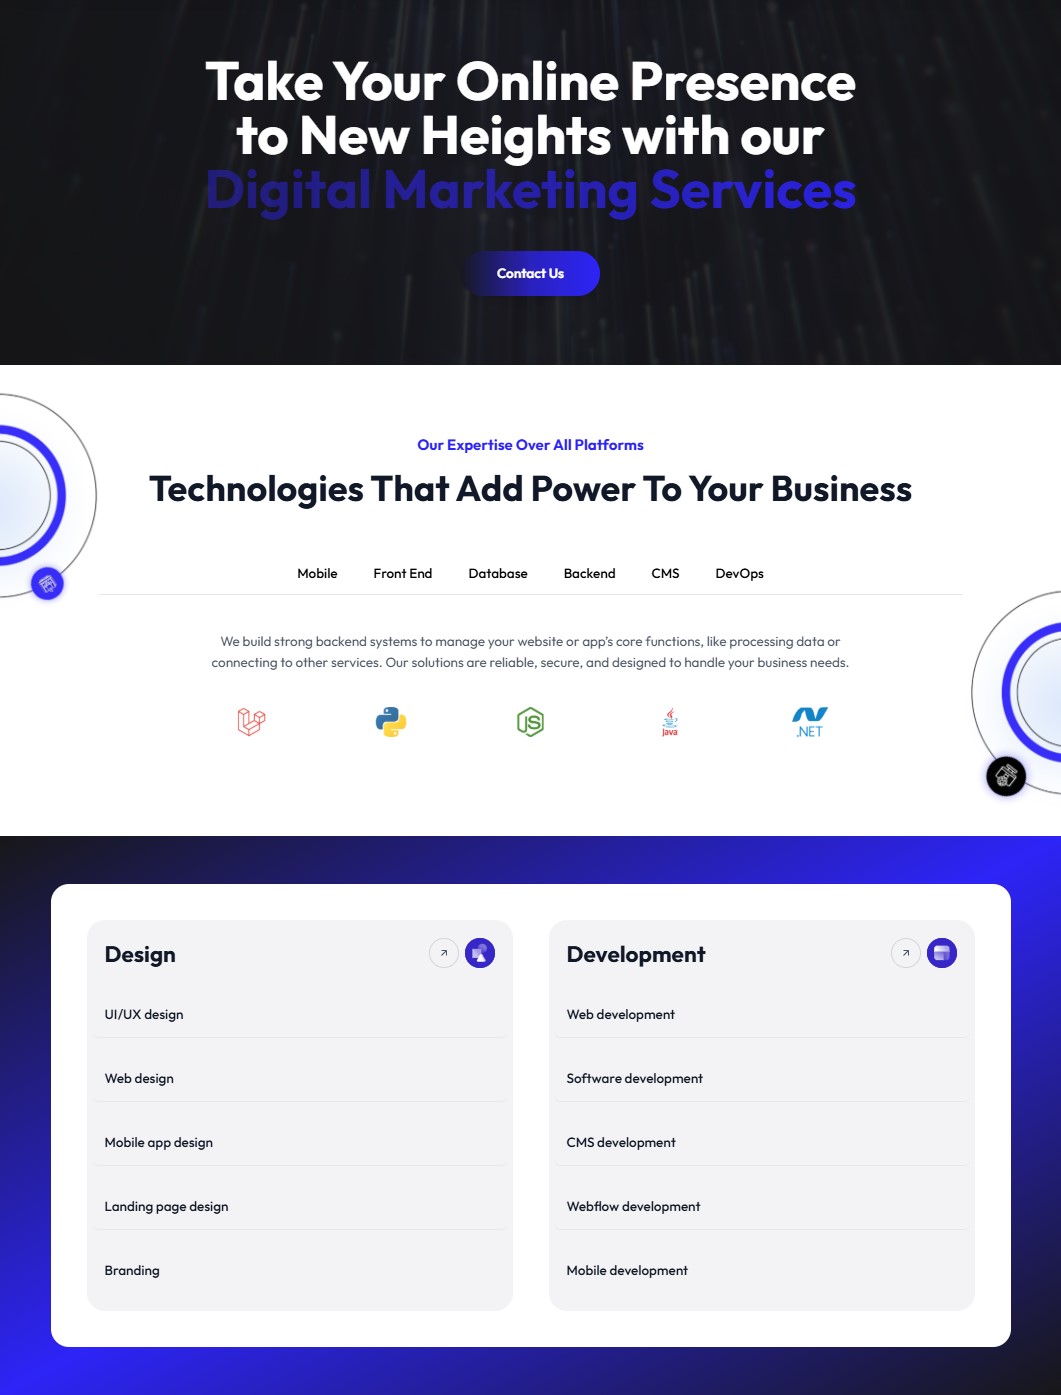 Take Your Online Presence
to New Heights with our
Digital Marketing Services
Contact Us
Our Expertise Over All Platforms
Technologies That Add Power To Your Business
Mobile Front End Database Backend CMS DevOps
We build strong backend systems to manage your website or app's core functions, like processing data or
connecting to other services. Our solutions are reliable, secure, and designed to handle your business needs.
JS
Java
.NET
Design
UI/UX design
Web design
Mobile app design
Landing page design
Branding
Development
Web development
Software development
CMS development
Webflow development
Mobile development